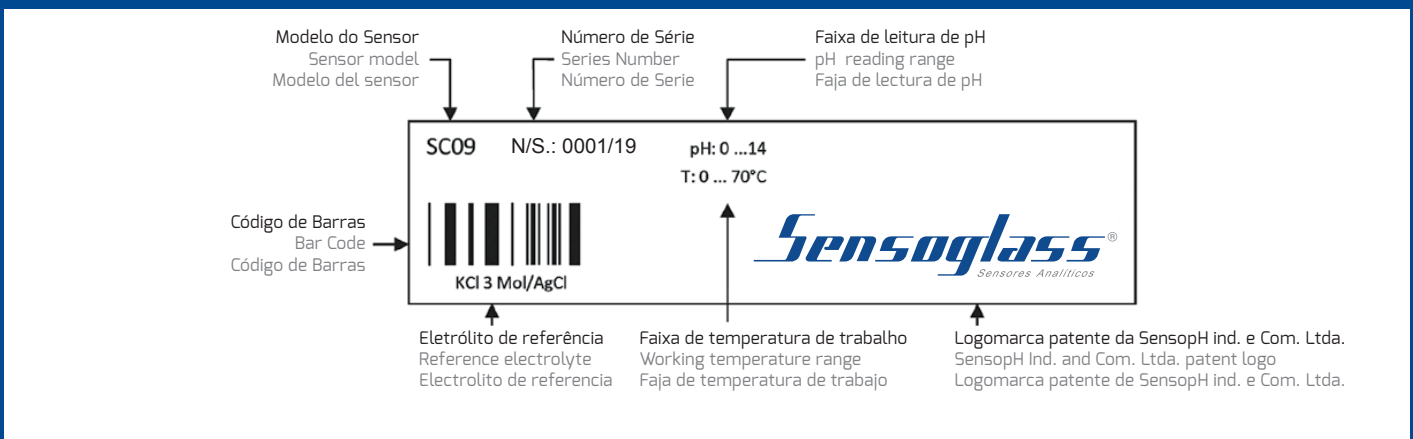 Modelo do Sensor
Sensor model
Modelo del sensor
Número de Série
Series Number
Número de Serie
Faixa de leitura de pH
pH reading range
Faja de lectura de pH
SC09
N/S.: 0001/19
pH: 0 ...14
T: 0 ... 70°C
Código de Barras
Bar Code
Código de Barras
KCl 3 Mol/AgCl
Sensoglass®
Sensores Analíticos
Eletrólito de referência
Reference electrolyte
Electrolito de referencia
Faixa de temperatura de trabalho
Working temperature range
Faja de temperatura de trabajo
Logomarca patente da SensopH ind. e Com. Ltda.
SensopH Ind. and Com. Ltda. patent logo
Logomarca patente de SensopH ind. e Com. Ltda.